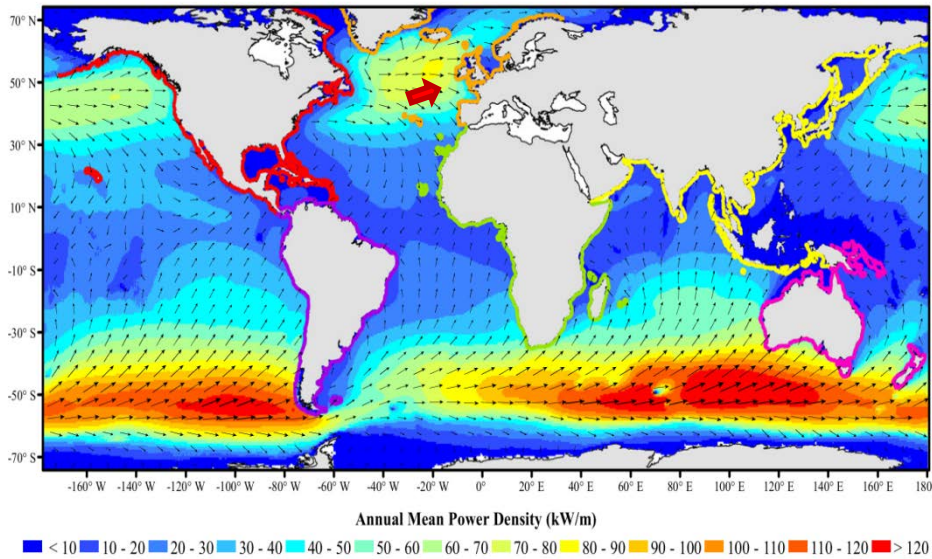 70° N
50° N
30° N
10° N
-10° S
-30° S
-50° S
-70° S
-160° W -140° W -120° W -100° W -80° W -60° W -40° W -20° W 0° E 20° E 40° E 60° E 80° E 100° E 120° E 140° E 160° E 180
Annual Mean Power Density (kW/m)
< 10 10 - 20 20 - 30 30 - 40 40 - 50 50 - 60 60 - 70 70 - 80 80 - 90 90 - 100 100 - 110 110 - 120 > 120